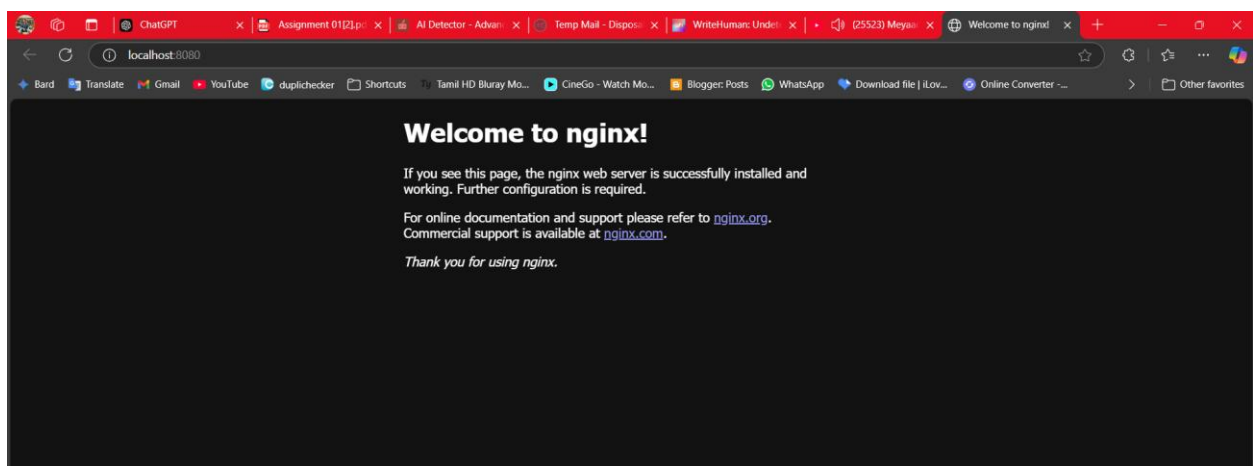 ChatGPT
Assignment 01[2].pd
AI Detector - Advan
Temp Mail - Dispos
WriteHuman: Undet
(25523) Meyaa
Welcome to nginx!
localhost:8080
Bard
Translate
Gmail
YouTube
duplichecker
Shortcuts
Tamil HD Bluray Mo...
CineGo - Watch Mo...
Blogger: Posts
WhatsApp
Download file | iLov...
Online Converter -...
Other favorites
Welcome to nginx!
If you see this page, the nginx web server is successfully installed and
working. Further configuration is required.
For online documentation and support please refer to nginx.org.
Commercial support is available at nginx.com.
Thank you for using nginx.